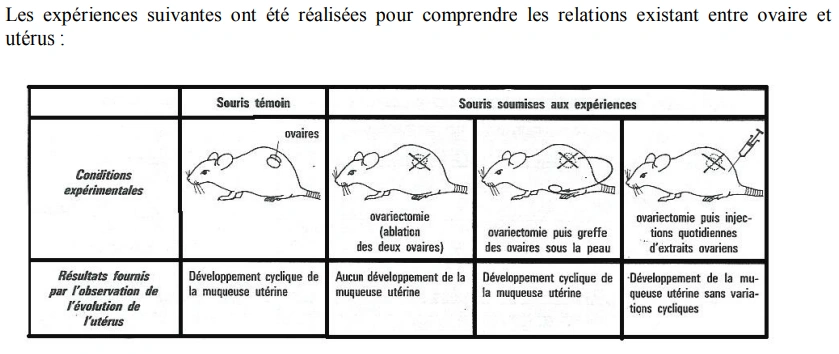 Les expériences suivantes ont été réalisées pour comprendre les relations existant entre ovaire et
utérus :
Souris témoin
Souris soumises aux expériences
Conditions
expérimentales
ovaires
ovariectomie
(ablation
des deux ovaires)
ovariectomie puis greffe
des ovaires sous la peau
ovariectomie puis injec-
tions quotidiennes
d'extraits ovariens
Résultats fournis
par l'observation de
l'évolution de
l'utérus
Développement cyclique de
la muqueuse utérine
Aucun développement de la
muqueuse utérine
Développement cyclique de
la muqueuse utérine
Développement de la mu-
queuse utérine sans varia-
tions cycliques